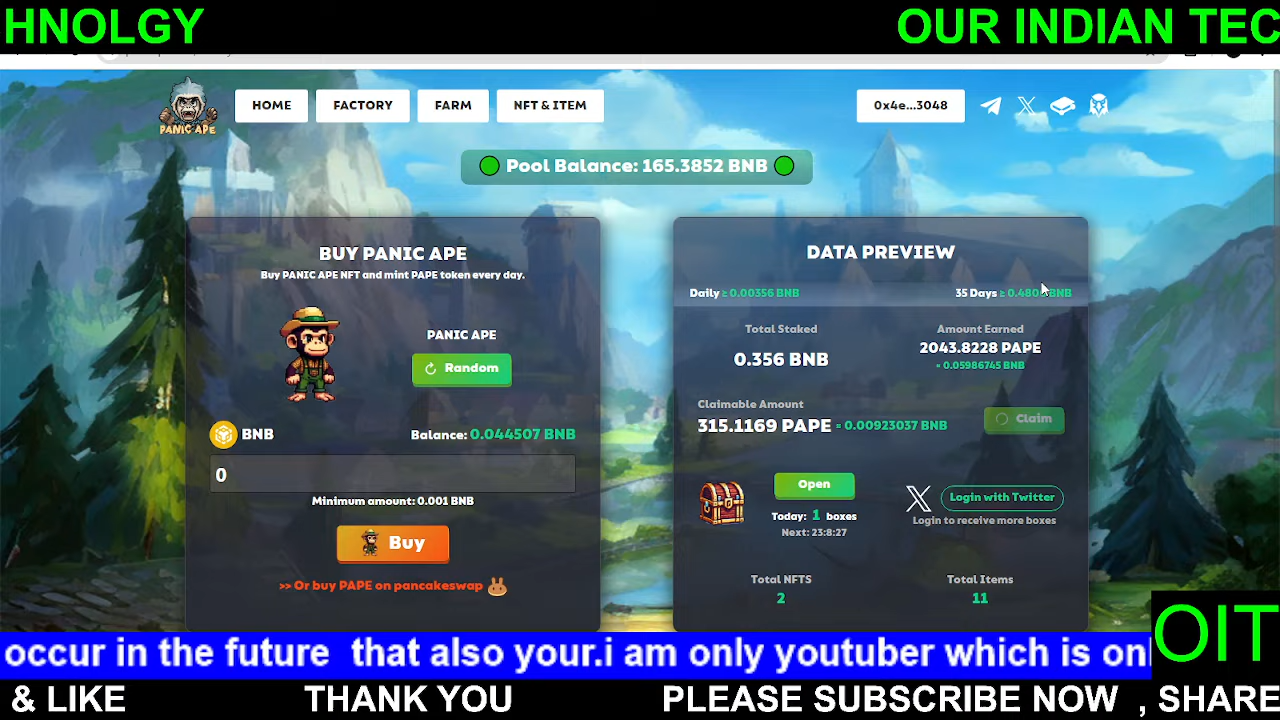 HNOLGY OUR INDIAN TEC
PANIC APE
HOME FACTORY FARM NFT & ITEM 0x4e...3048
Pool Balance: 165.3852 BNB
BUY PANIC APE
Buy PANIC APE NFT and mint PAPE token every day.
PANIC APE
Random
BNB Balance: 0.044507 BNB
0
Minimum amount: 0.001 BNB
Buy
>> Or buy PAPE on pancakeswap
DATA PREVIEW
Daily ≥ 0.00356 BNB 35 Days ≥ BNB
Total Staked Amount Earned
0.356 BNB 2043.8228 PAPE
≈ 0.05986745 BNB
Claimable Amount
315.1169 PAPE ≈ 0.00923037 BNB Claim
Open
Today: 1 boxes
Next: 23:8:27
Login with Twitter
Login to receive more boxes
Total NFTS Total Items
2 11
occur in the future that also your.i am only youtuber which is on
OIT
& LIKE THANK YOU PLEASE SUBSCRIBE NOW , SHARE